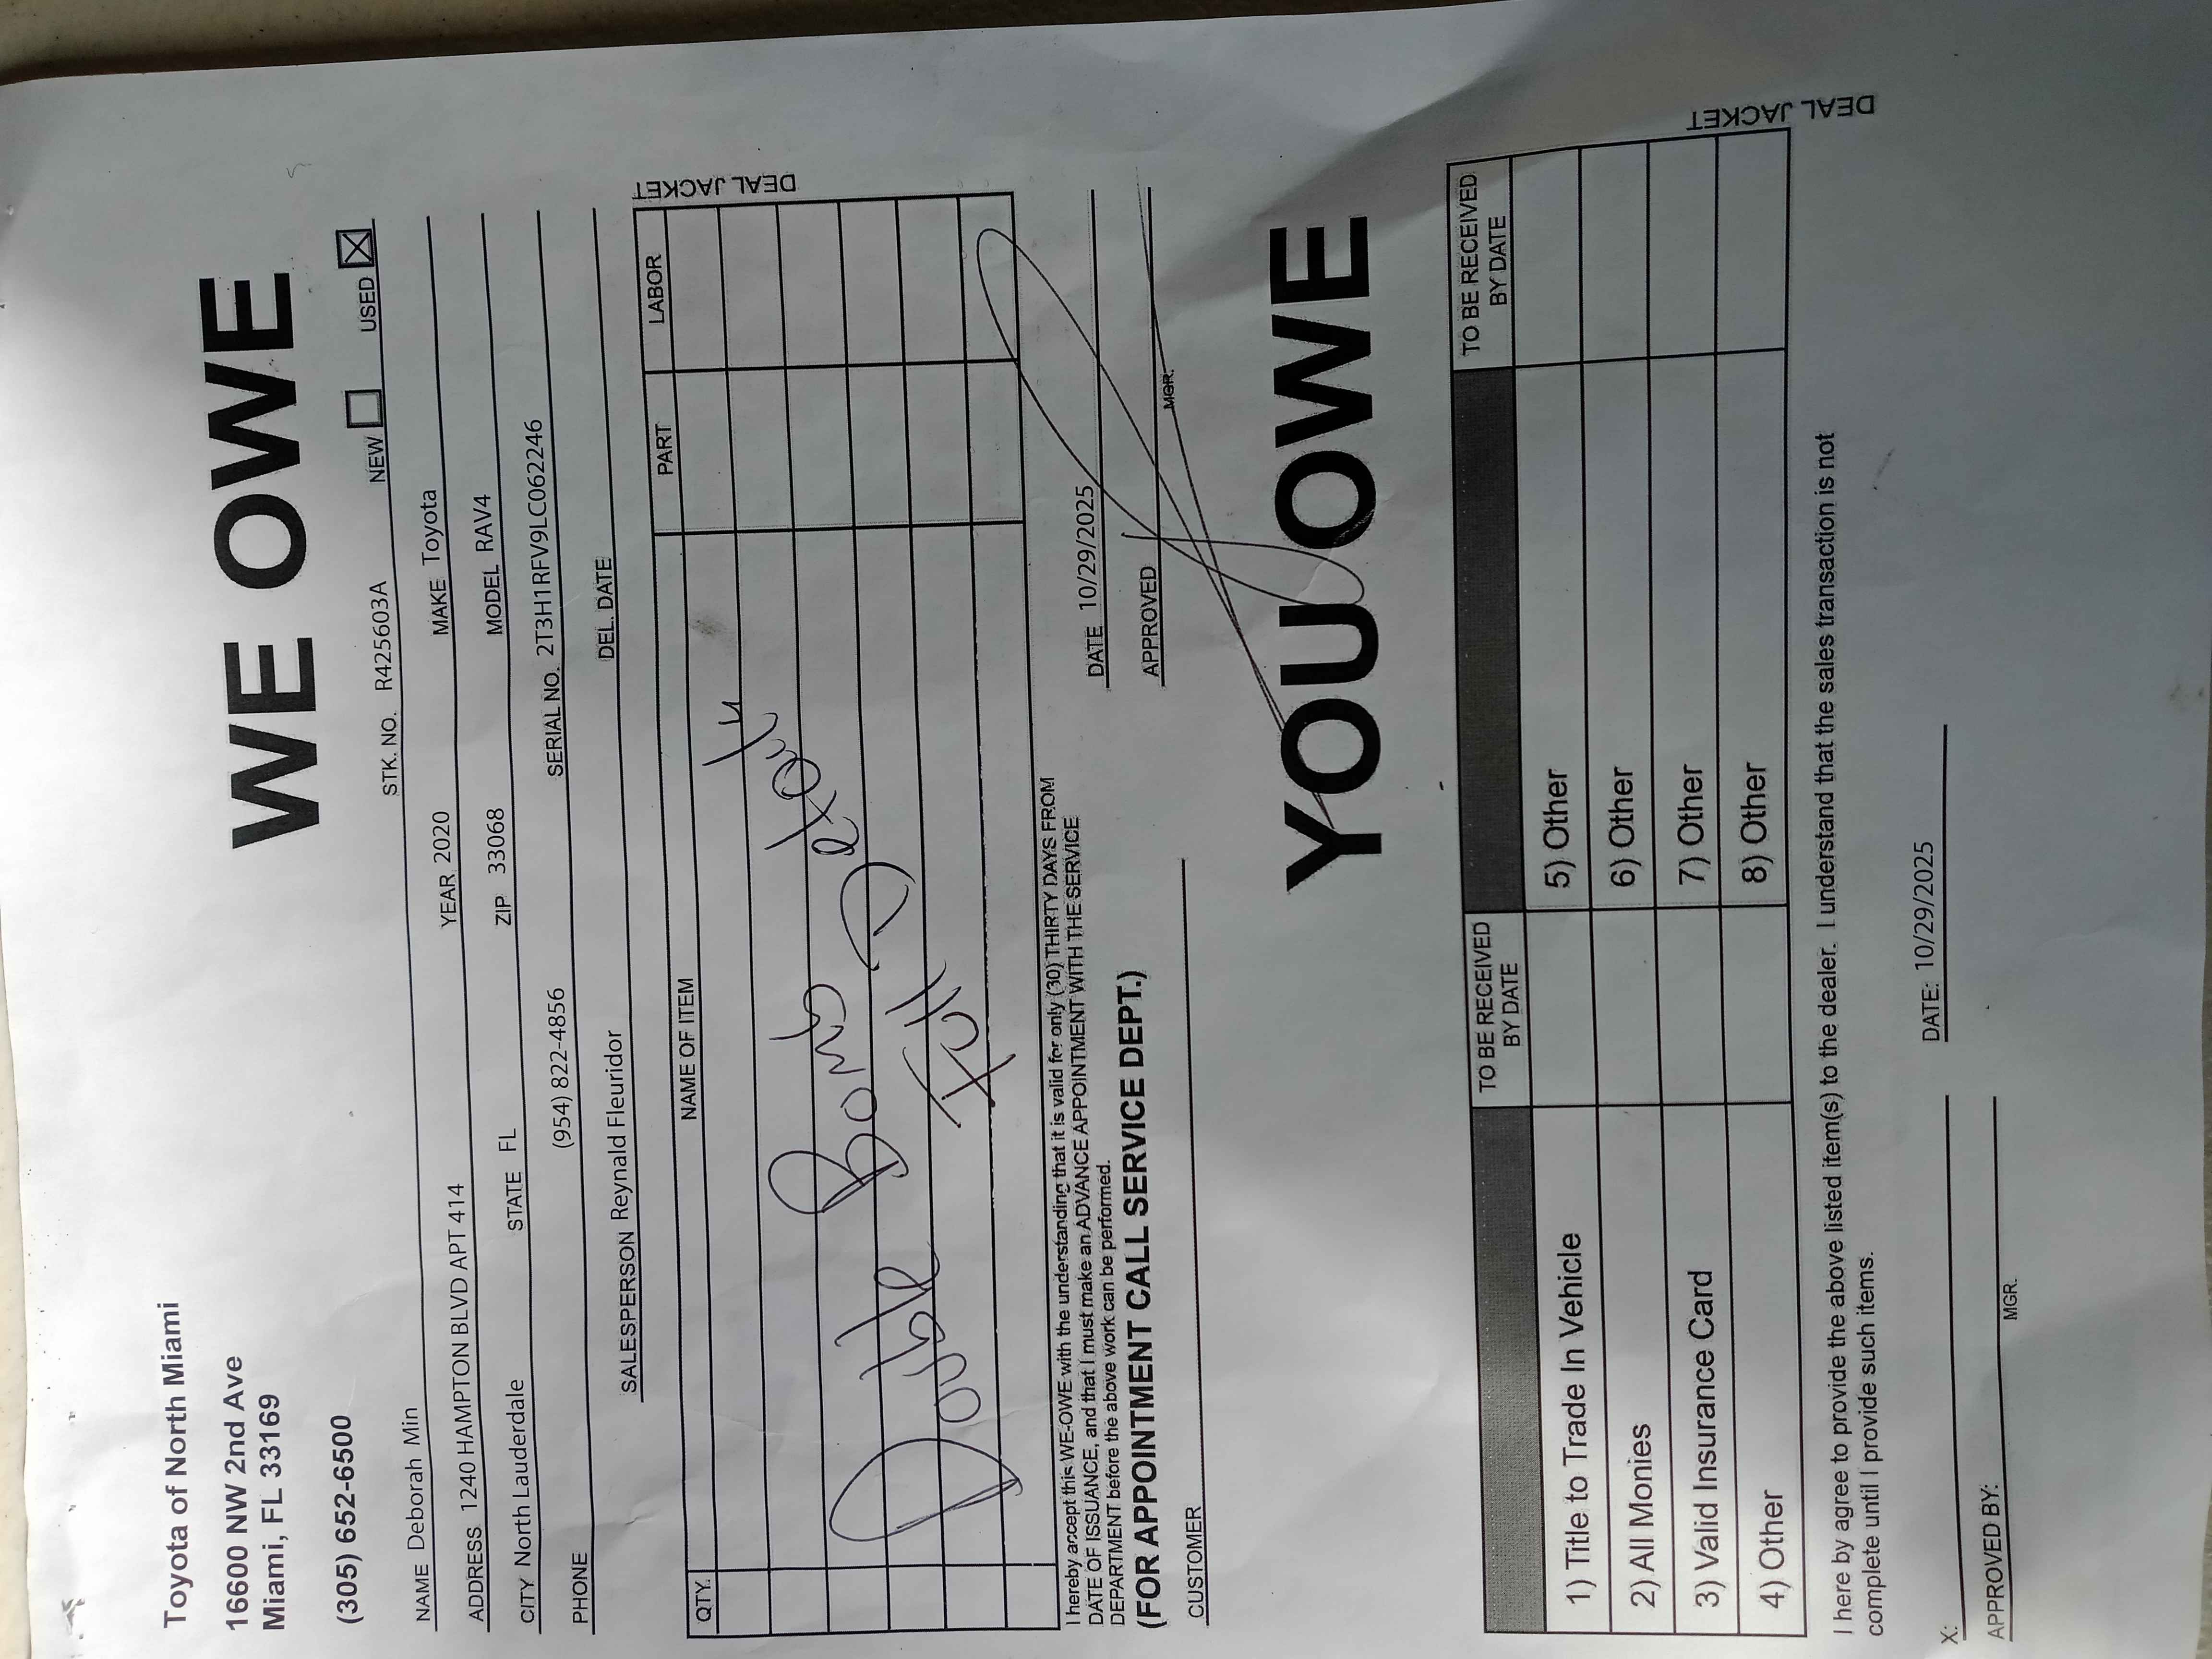 Toyota of North Miami
16600 NW 2nd Ave
Miami, FL 33169
(305) 652-6500
WE OWE
STK. NO. R425603A NEW USED
NAME Deborah Min YEAR 2020 MAKE Toyota
ADDRESS 1240 HAMPTON BLVD APT 414 ZIP 33068 MODEL RAV4
CITY North Lauderdale STATE FL SERIAL NO. 2T3H1RFV9LC062246
PHONE (954) 822-4856 DEL. DATE
SALESPERSON Reynald Fleuridor
QTY. NAME OF ITEM PART LABOR
DEAL JACKET
Double Bomb
Full
I hereby accept this WE-OWE with the understanding that it is valid for only (30) THIRTY DAYS FROM
DATE OF ISSUANCE, and that I must make an ADVANCE APPOINTMENT WITH THE SERVICE
DEPARTMENT before the above work can be performed.
(FOR APPOINTMENT CALL SERVICE DEPT.)
DATE 10/29/2025
CUSTOMER APPROVED
MGR.
YOU OWE
TO BE RECEIVED BY DATE TO BE RECEIVED BY DATE
1) Title to Trade In Vehicle 5) Other
2) All Monies 6) Other
3) Valid Insurance Card 7) Other
4) Other 8) Other
DEAL JACKET
DEAL JACKET
I here by agree to provide the above listed item(s) to the dealer. I understand that the sales transaction is not
complete until I provide such items.
X: DATE: 10/29/2025
APPROVED BY:
MGR.